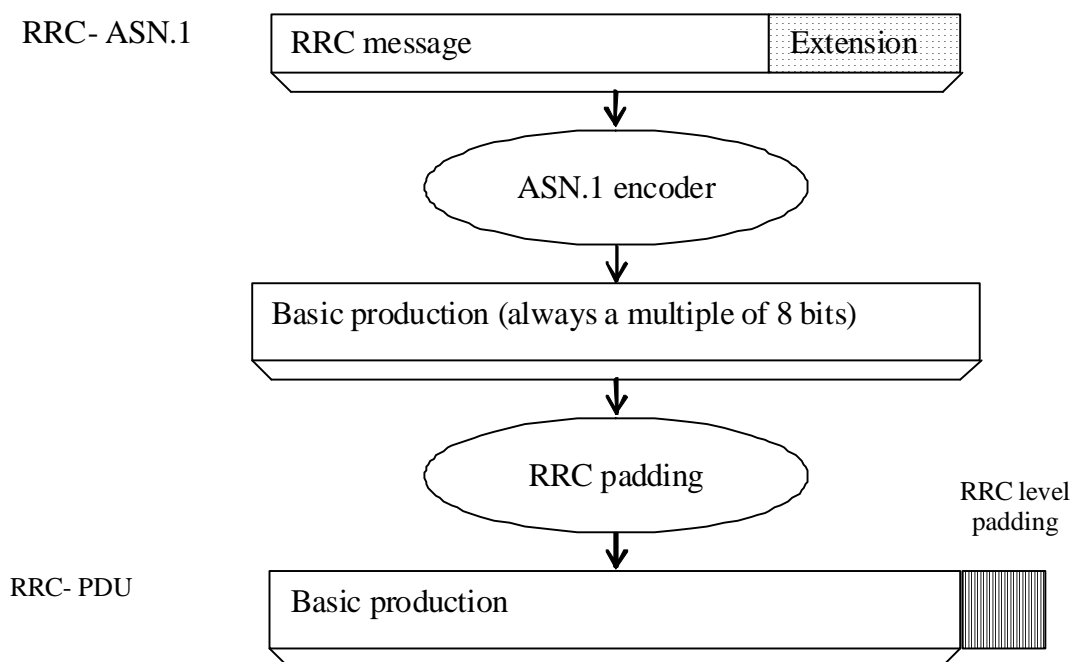 RRC- ASN.1
RRC message
Extension
ASN.1 encoder
Basic production (always a multiple of 8 bits)
RRC padding
RRC level
padding
RRC- PDU
Basic production